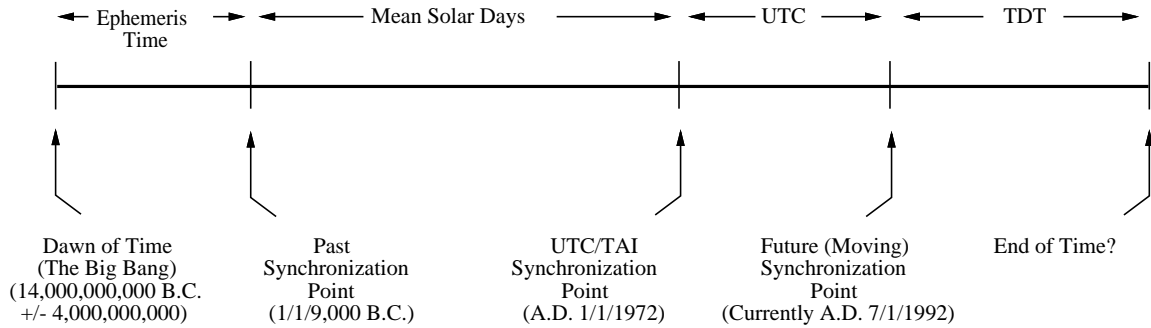 Ephemeris
Time
Mean Solar Days
UTC
TDT
Dawn of Time
(The Big Bang)
(14,000,000,000 B.C.
+/- 4,000,000,000)
Past
Synchronization
Point
(1/1/9,000 B.C.)
UTC/TAI
Synchronization
Point
(A.D. 1/1/1972)
Future (Moving)
Synchronization
Point
(Currently A.D. 7/1/1992)
End of Time?